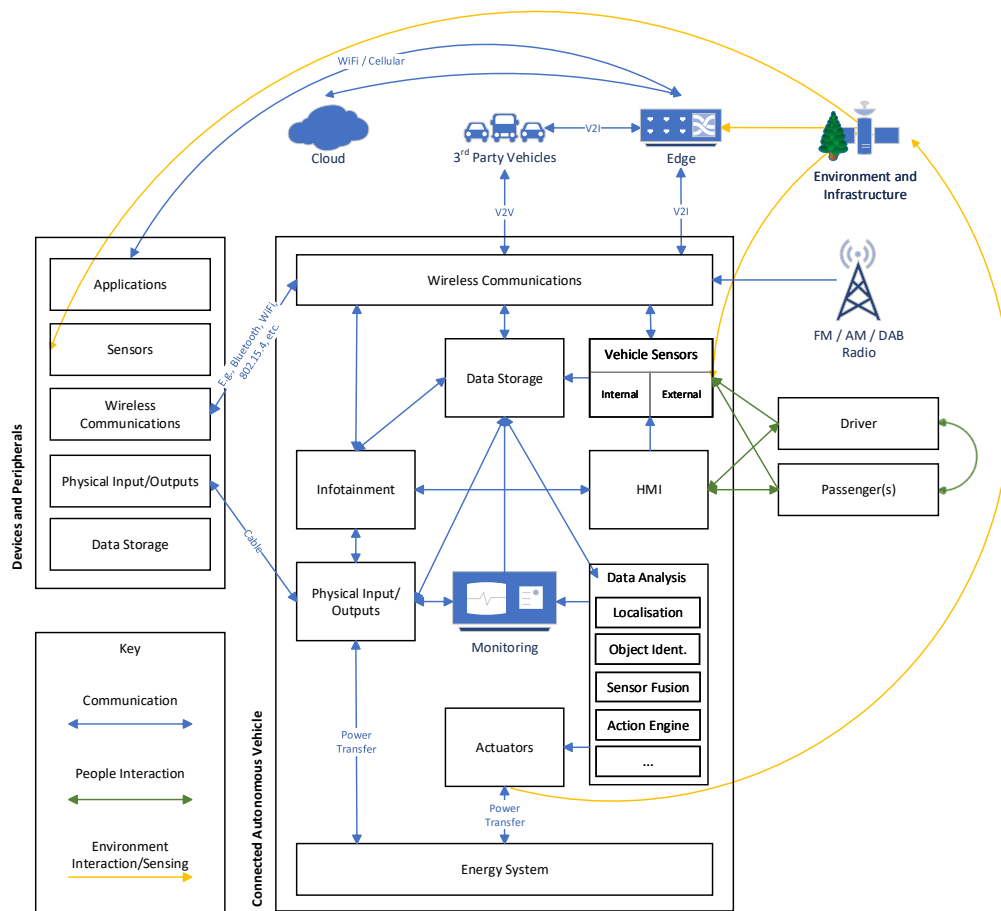 WiFi / Cellular
Cloud
3rd Party Vehicles
V2I
Edge
Environment and
Infrastructure
V2V
V2I
FM / AM / DAB
Radio
Devices and Peripherals
Applications
Sensors
Wireless
Communications
Physical Input/Outputs
Data Storage
E.g., Bluetooth, WiFi,
802.15.4, etc.
Cable
Connected Autonomous Vehicle
Wireless Communications
Data Storage
Vehicle Sensors
Internal
External
Infotainment
HMI
Driver
Passenger(s)
Physical Input/
Outputs
Monitoring
Data Analysis
Localisation
Object Ident.
Sensor Fusion
Action Engine
...
Actuators
Power
Transfer
Power
Transfer
Energy System
Key
Communication
People Interaction
Environment
Interaction/Sensing